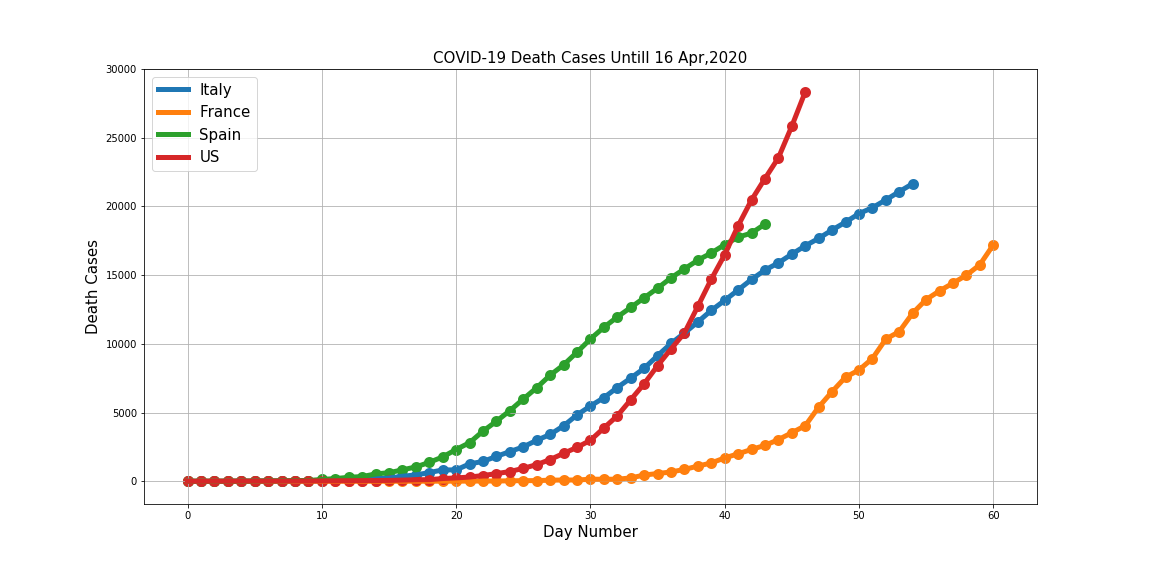 COVID-19 Death Cases Untill 16 Apr,2020
30000
25000
20000
15000
10000
5000
0
Death Cases
Italy
France
Spain
US
0 10 20 30 40 50 60
Day Number